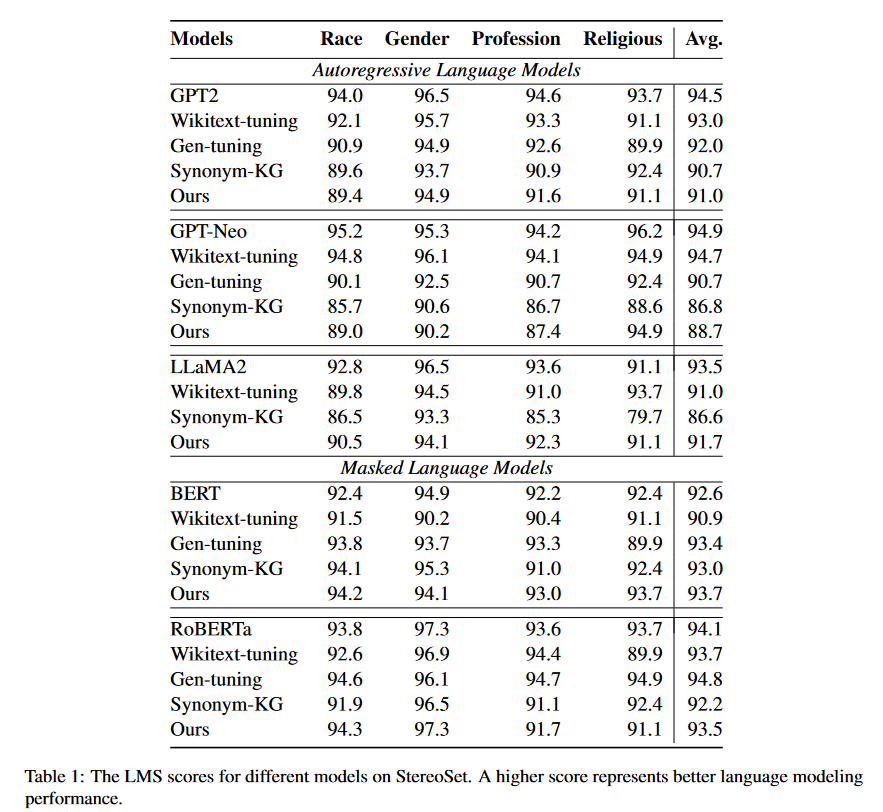 Models Race Gender Profession Religious Avg.
Autoregressive Language Models
GPT2 94.0 96.5 94.6 93.7 94.5
Wikitext-tuning 92.1 95.7 93.3 91.1 93.0
Gen-tuning 90.9 94.9 92.6 89.9 92.0
Synonym-KG 89.6 93.7 90.9 92.4 90.7
Ours 89.4 94.9 91.6 91.1 91.0
GPT-Neo 95.2 95.3 94.2 96.2 94.9
Wikitext-tuning 94.8 96.1 94.1 94.9 94.7
Gen-tuning 90.1 92.5 90.7 92.4 90.7
Synonym-KG 85.7 90.6 86.7 88.6 86.8
Ours 89.0 90.2 87.4 94.9 88.7
LLaMA2 92.8 96.5 93.6 91.1 93.5
Wikitext-tuning 89.8 94.5 91.0 93.7 91.0
Synonym-KG 86.5 93.3 85.3 79.7 86.6
Ours 90.5 94.1 92.3 91.1 91.7
Masked Language Models
BERT 92.4 94.9 92.2 92.4 92.6
Wikitext-tuning 91.5 90.2 90.4 91.1 90.9
Gen-tuning 93.8 93.7 93.3 89.9 93.4
Synonym-KG 94.1 95.3 91.0 92.4 93.0
Ours 94.2 94.1 93.0 93.7 93.7
RoBERTa 93.8 97.3 93.6 93.7 94.1
Wikitext-tuning 92.6 96.9 94.4 89.9 93.7
Gen-tuning 94.6 96.1 94.7 94.9 94.8
Synonym-KG 91.9 96.5 91.1 92.4 92.2
Ours 94.3 97.3 91.7 91.1 93.5
Table 1: The LMS scores for different models on StereoSet. A higher score represents better language modeling
performance.